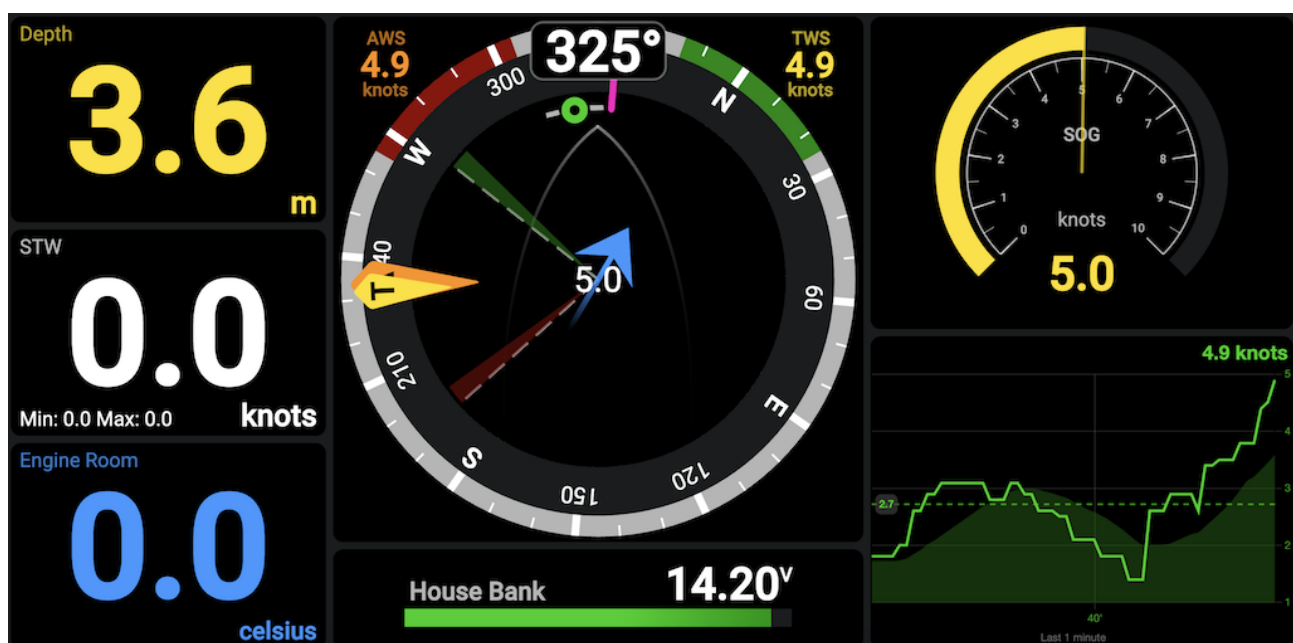 Depth
3.6
m
STW
0.0
Min: 0.0 Max: 0.0 knots
Engine Room
0.0
celsius
AWS
4.9
knots
325°
TWS
4.9
knots
300
N
W
30
40
T
5.0
60
210
E
S
120
150
House Bank
14.20V
0
1
2
3
4
5
6
7
8
9
10
SOG
knots
5.0
4.9 knots
5
4
3
2.7
2
1
40'
Last 1 minute